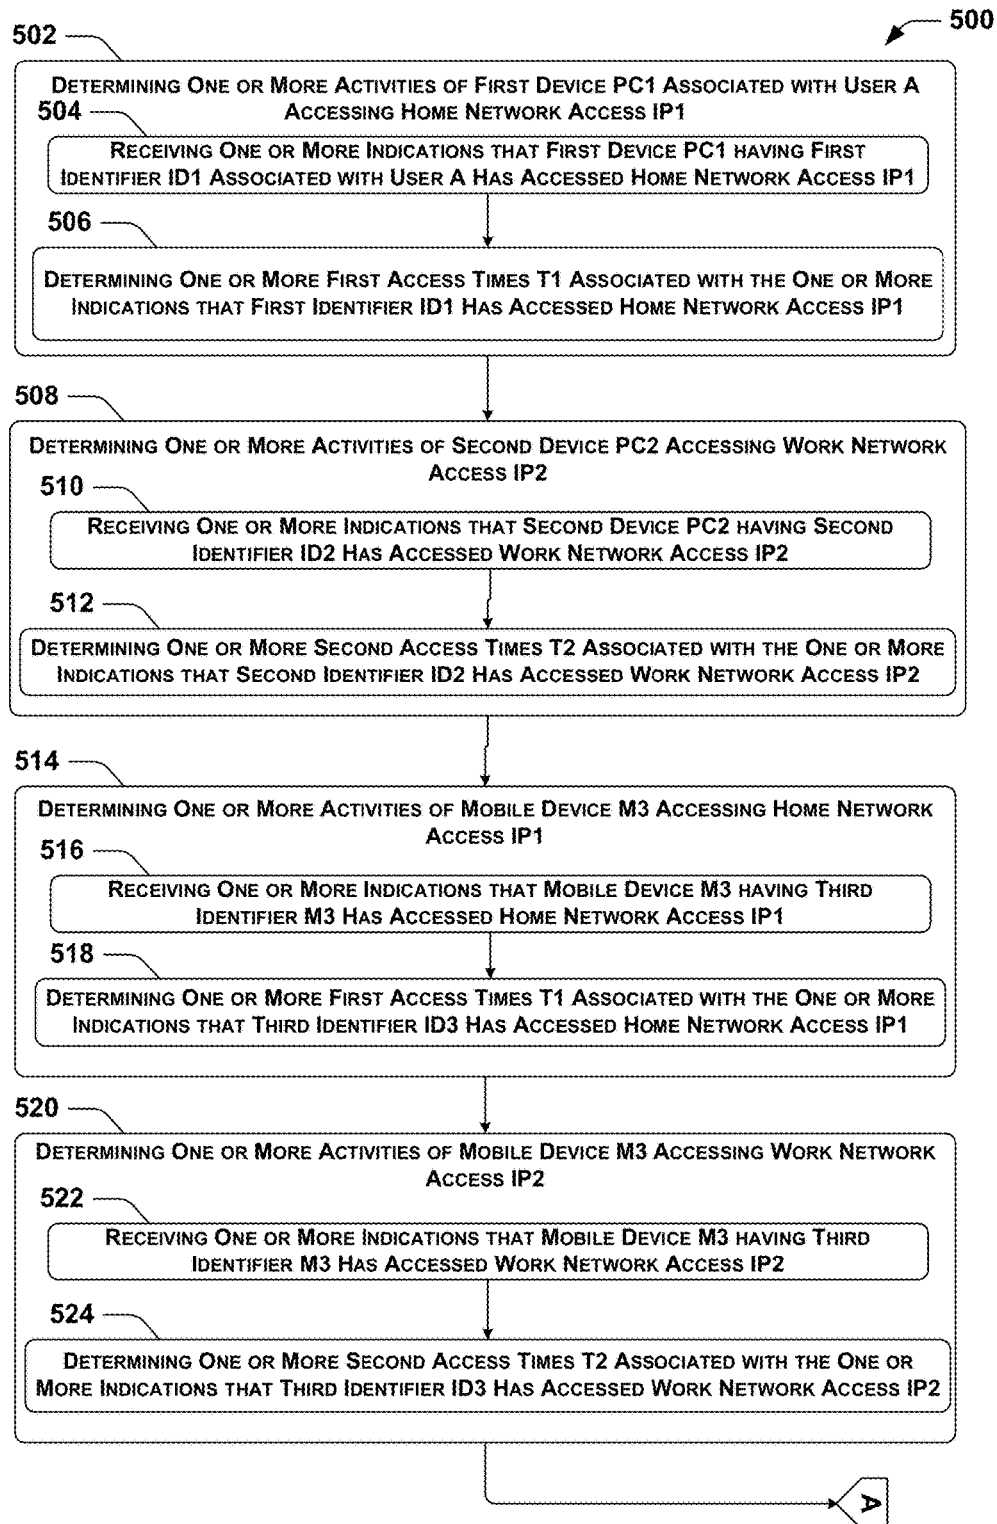 500
502
Determining One or More Activities of First Device PC1 Associated with User A
Accessing Home Network Access IP1
504
Receiving One or More Indications that First Device PC1 having First
Identifier ID1 Associated with User A Has Accessed Home Network Access IP1
506
Determining One or More First Access Times T1 Associated with the One or More
Indications that First Identifier ID1 Has Accessed Home Network Access IP1
508
Determining One or More Activities of Second Device PC2 Accessing Work Network
Access IP2
510
Receiving One or More Indications that Second Device PC2 having Second
Identifier ID2 Has Accessed Work Network Access IP2
512
Determining One or More Second Access Times T2 Associated with the One or More
Indications that Second Identifier ID2 Has Accessed Work Network Access IP2
514
Determining One or More Activities of Mobile Device M3 Accessing Home Network
Access IP1
516
Receiving One or More Indications that Mobile Device M3 having Third
Identifier M3 Has Accessed Home Network Access IP1
518
Determining One or More First Access Times T1 Associated with the One or More
Indications that Third Identifier ID3 Has Accessed Home Network Access IP1
520
Determining One or More Activities of Mobile Device M3 Accessing Work Network
Access IP2
522
Receiving One or More Indications that Mobile Device M3 having Third
Identifier M3 Has Accessed Work Network Access IP2
524
Determining One or More Second Access Times T2 Associated with the One or
More Indications that Third Identifier ID3 Has Accessed Work Network Access IP2
A